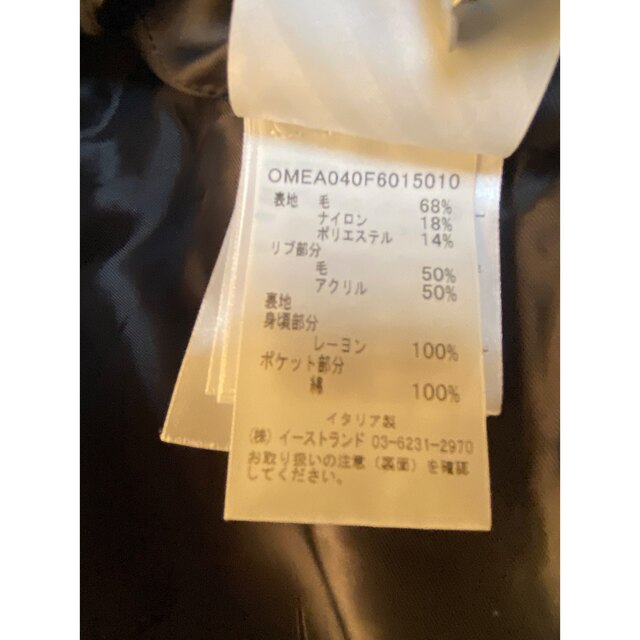 OMEA040F6015010
表地 毛 68%
ナイロン 18%
ポリエステル 14%
リブ部分
毛 50%
アクリル 50%
裏地
身頃部分
レーヨン 100%
ポケット部分
綿 100%
イタリア製
(株) イーストランド 03-6231-2970
お取り扱いの注意 (裏面) を確認
してください。